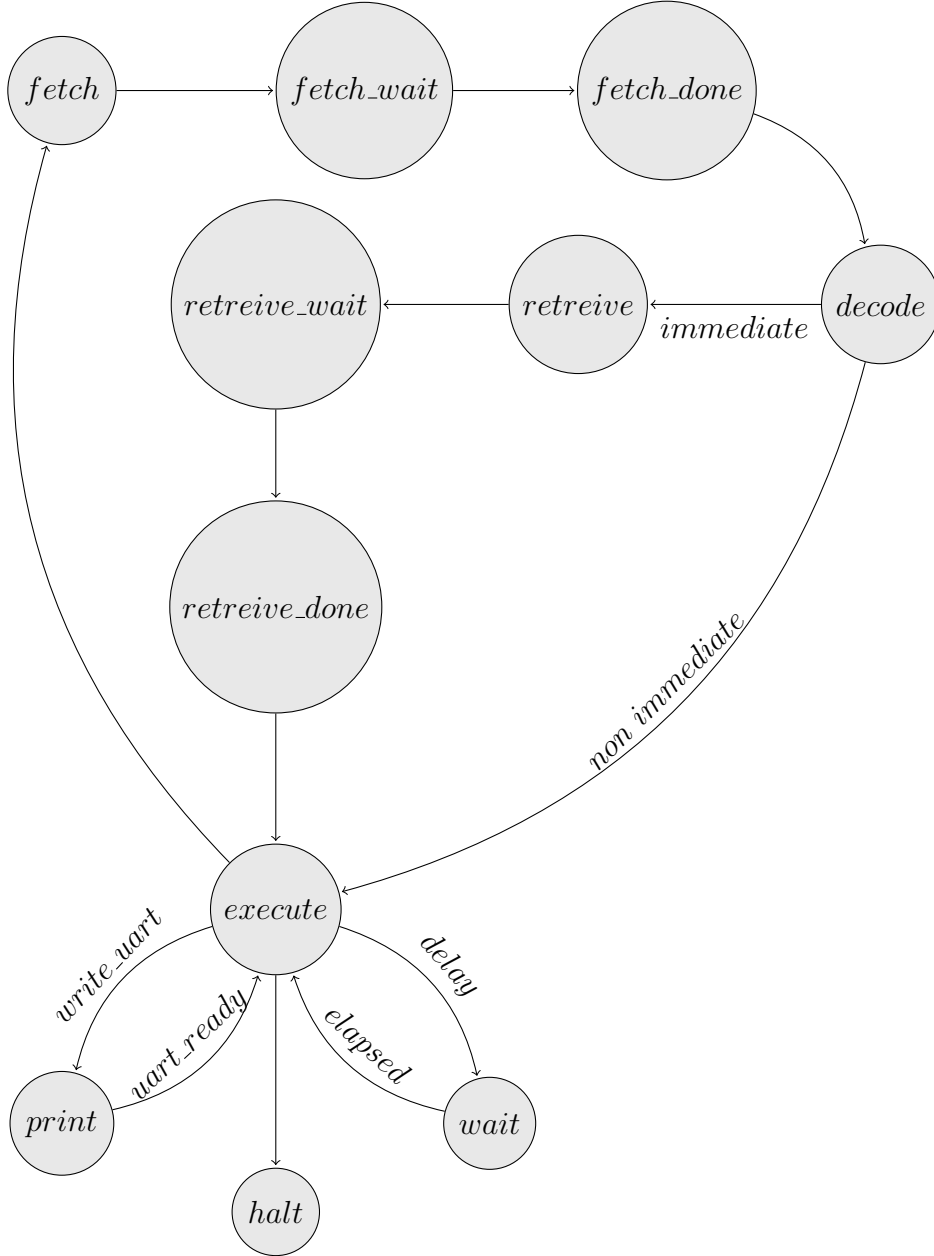 fetch
fetch_wait
fetch_done
retreive_wait
retreive
immediate
decode
retreive_done
non immediate
execute
write_uart
uart_ready
elapsed
delay
print
wait
halt